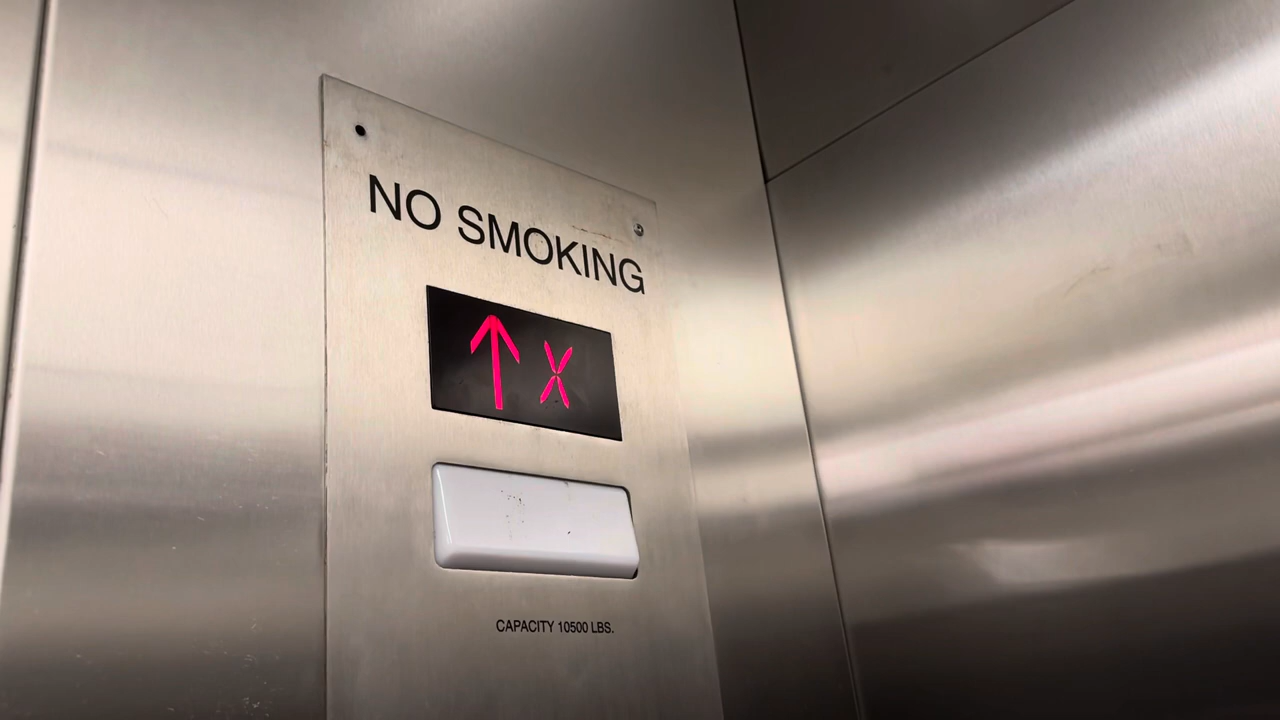 NO SMOKING
↑ X
CAPACITY 10500 LBS.